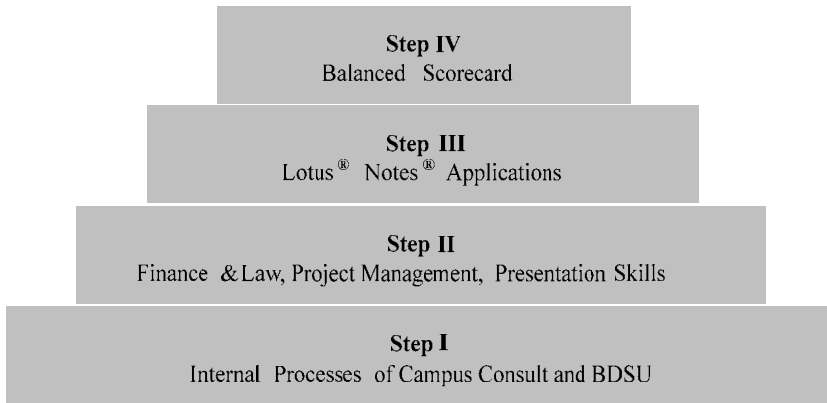 Step IV
Balanced Scorecard
Step III
Lotus® Notes® Applications
Step II
Finance & Law, Project Management, Presentation Skills
Step I
Internal Processes of Campus Consult and BDSU